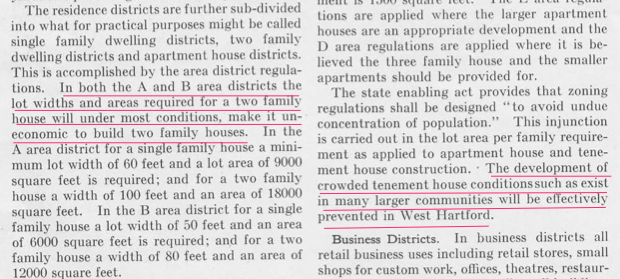 The residence districts are further sub-divided
into what for practical purposes might be called
single family dwelling districts, two family
dwelling districts and apartment house districts.
This is accomplished by the area district regula-
tions. In both the A and B area districts the
lot widths and areas required for a two family
house will under most conditions, make it un-
economic to build two family houses. In the
A area district for a single family house a mini-
mum lot width of 60 feet and a lot area of 9000
square feet is required; and for a two family
house a width of 100 feet and an area of 18000
square feet. In the B area district for a single
family house a lot width of 50 feet and an area
of 6000 square feet is required; and for a two
family house a width of 80 feet and an area of
12000 square feet.
tions are applied where the larger apartment
houses are an appropriate development and the
D area regulations are applied where it is be-
lieved the three family house and the smaller
apartments should be provided for.
The state enabling act provides that zoning
regulations shall be designed "to avoid undue
concentration of population." This injunction
is carried out in the lot area per family require-
ment as applied to apartment house and tene-
ment house construction. The development of
crowded tenement house conditions such as exist
in many larger communities will be effectively
prevented in West Hartford.
Business Districts. In business districts all
retail business uses including retail stores, small
shops for custom work, offices, theatres, restaur-